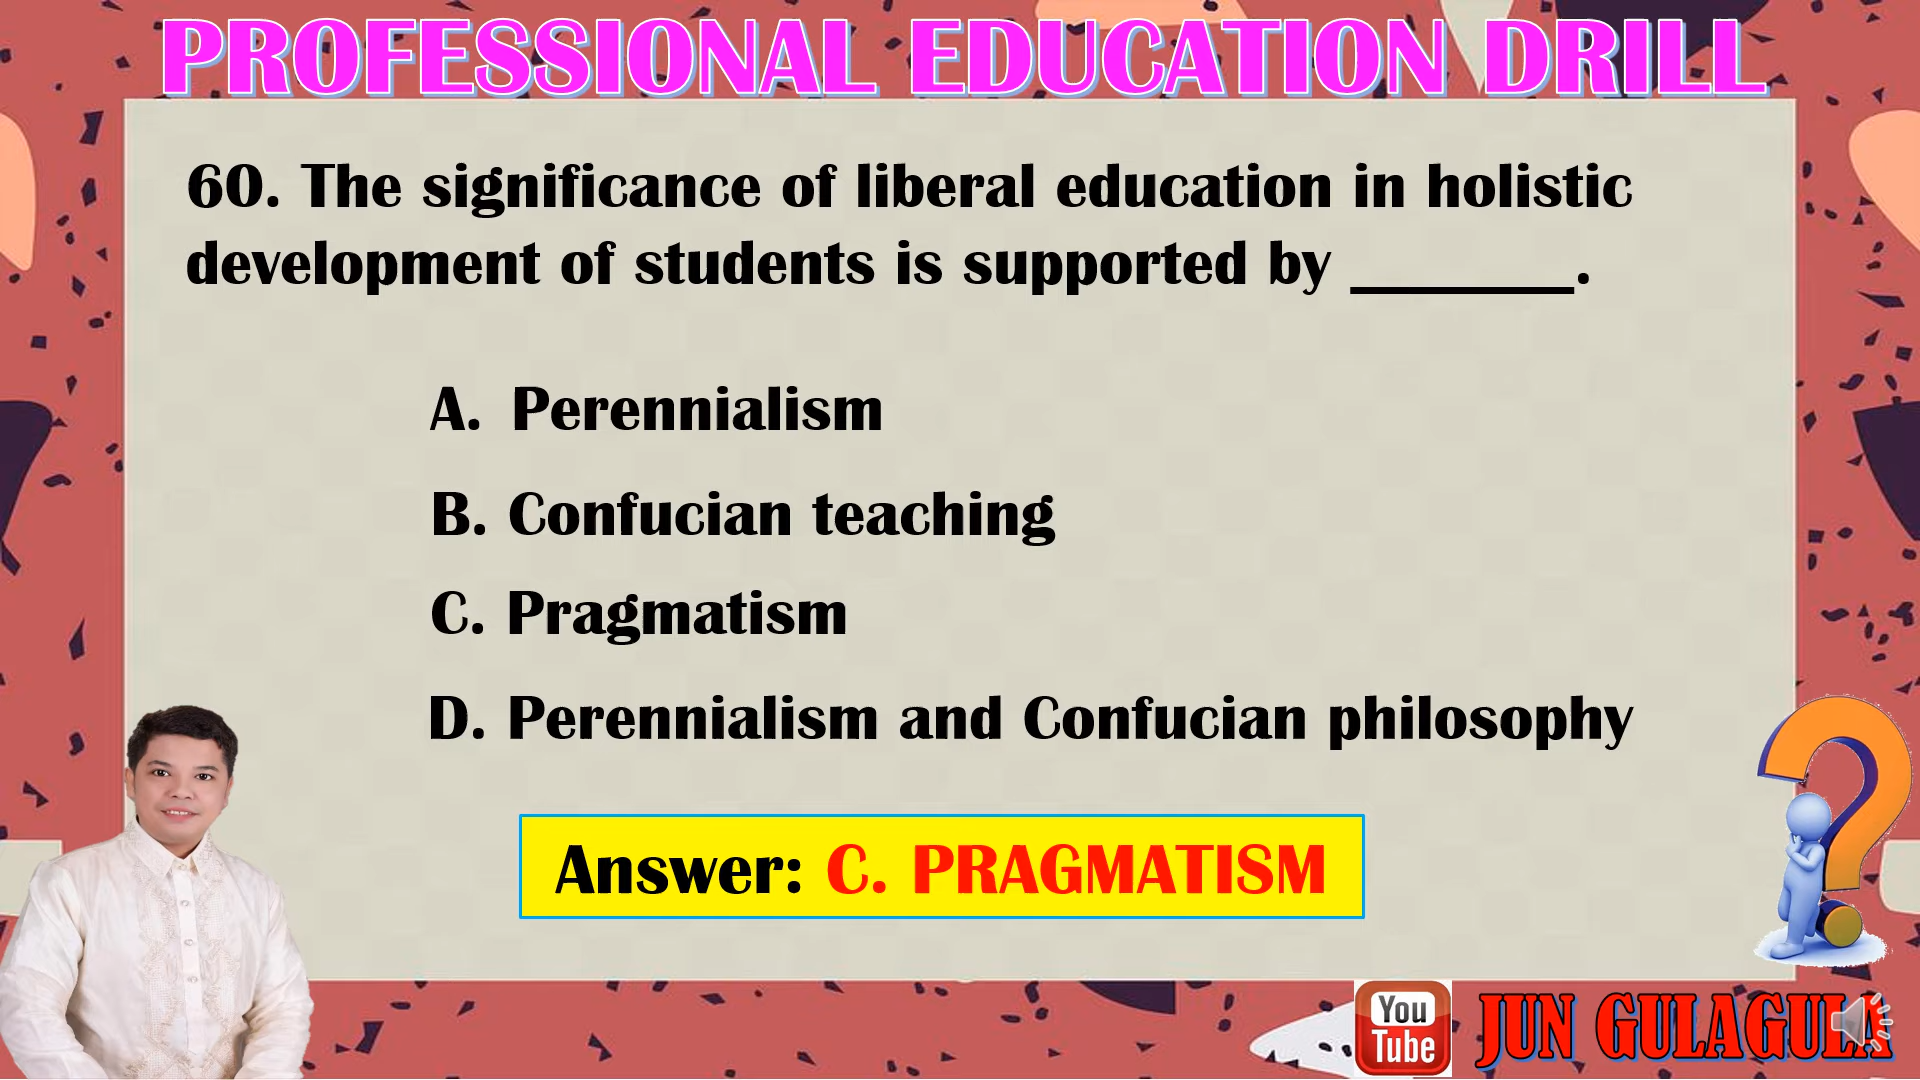 PROFESSIONAL EDUCATION DRILL
60. The significance of liberal education in holistic
development of students is supported by _______.
A. Perennialism
B. Confucian teaching
C. Pragmatism
D. Perennialism and Confucian philosophy
Answer: C. PRAGMATISM
You
Tube
JUN GULAGULA